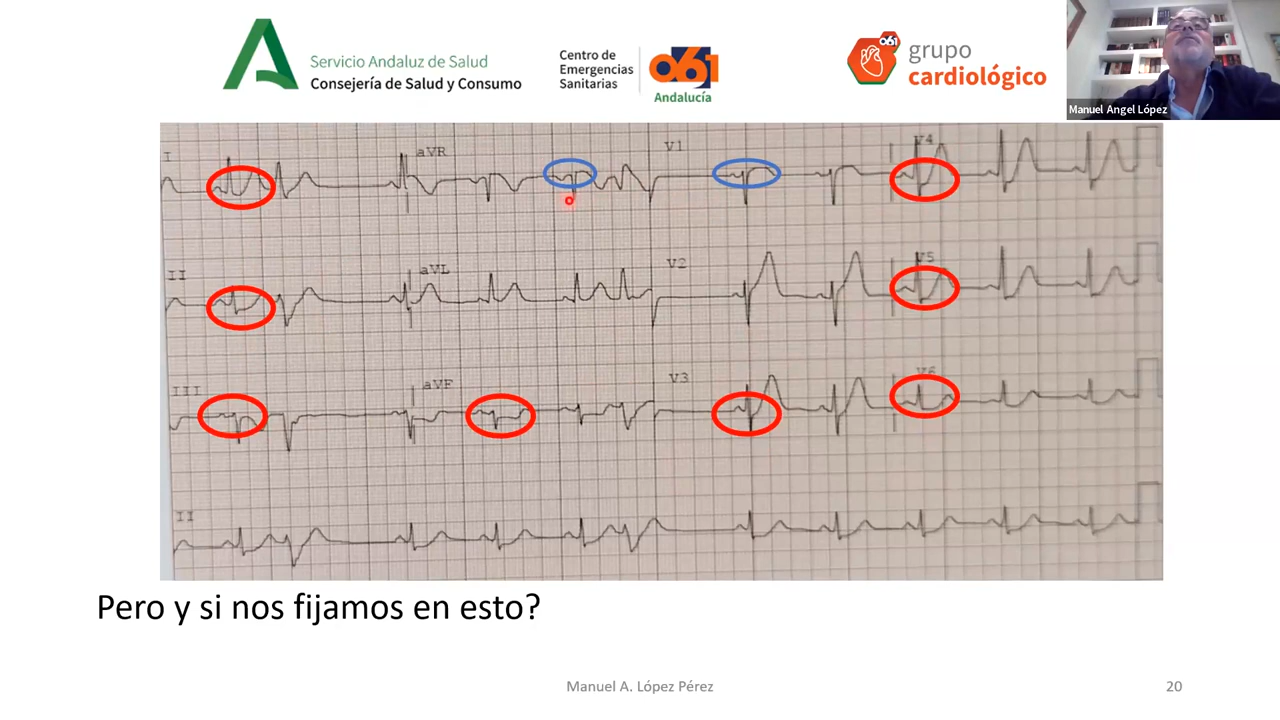 Servicio Andaluz de Salud
Consejería de Salud y Consumo
Centro de
Emergencias
Sanitarias
061
Andalucía
061
grupo
cardiológico
Manuel Angel López
I
aVR
V1
V4
II
aVL
V2
V5
III
aVF
V3
V6
II
Pero y si nos fijamos en esto?
Manuel A. López Pérez
20